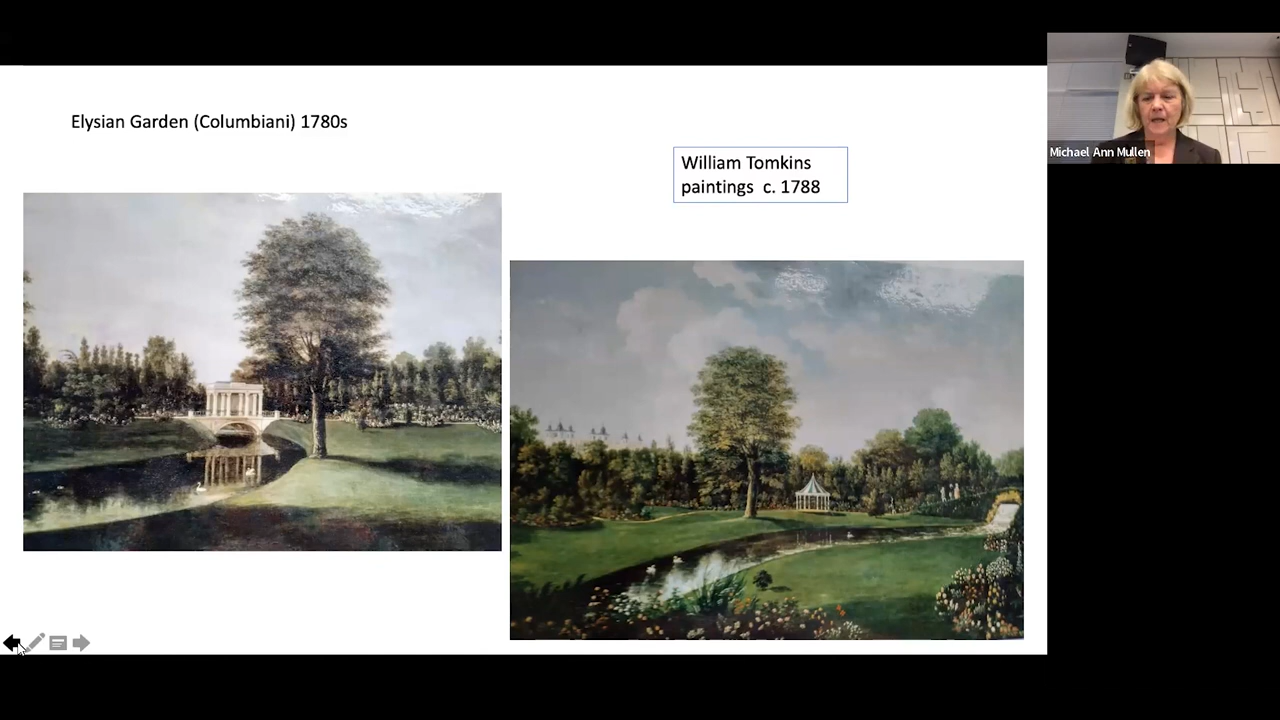 Elysian Garden (Columbiani) 1780s
William Tomkins
paintings c. 1788
Michael Ann Mullen